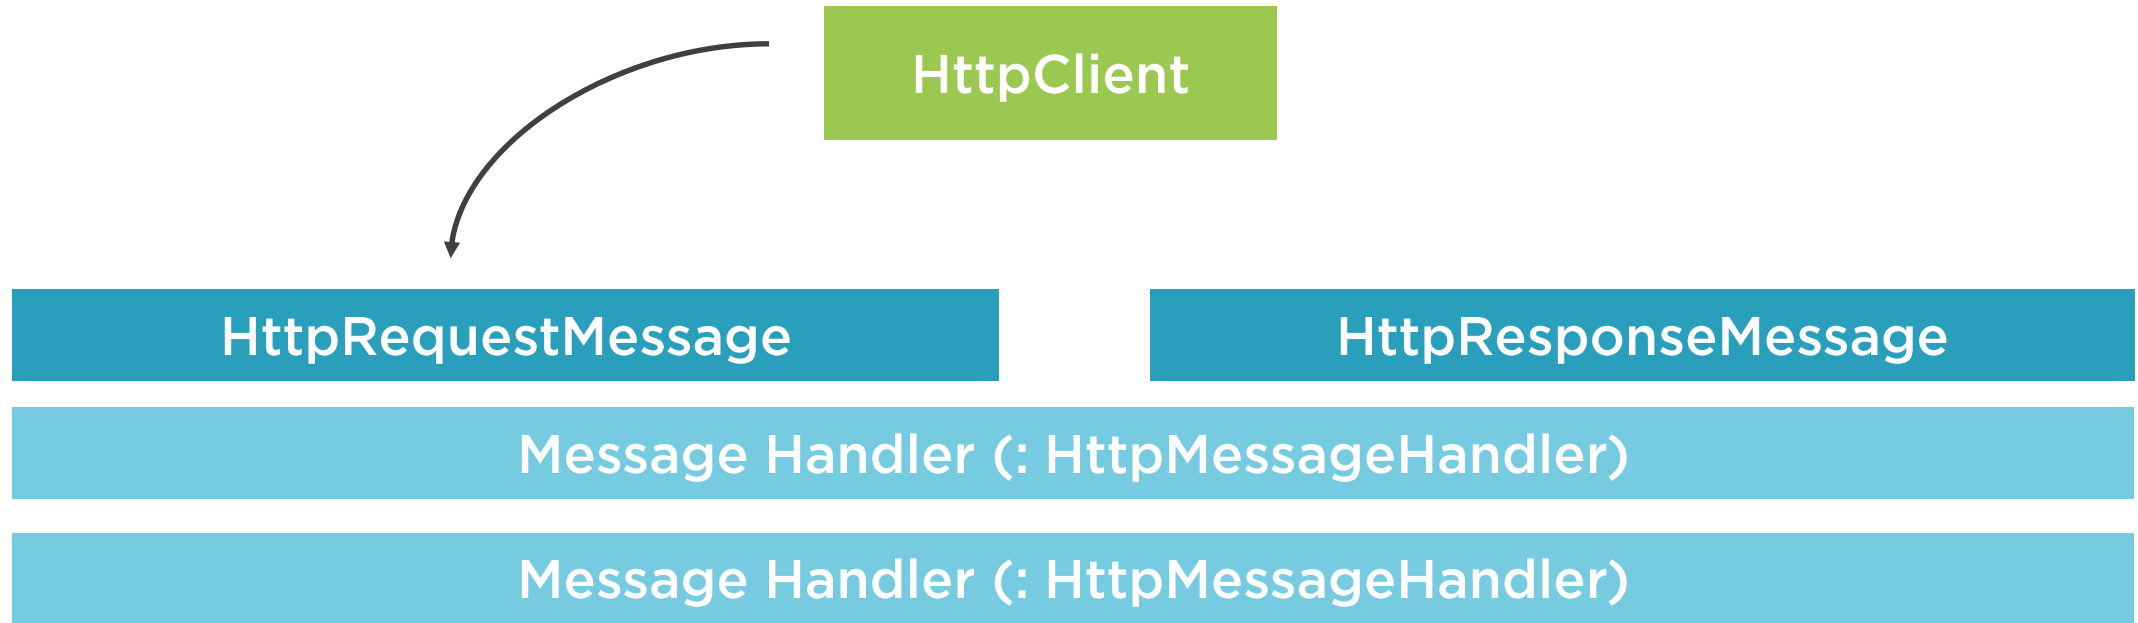 HttpClient
HttpRequestMessage
HttpResponseMessage
Message Handler (: HttpMessageHandler)
Message Handler (: HttpMessageHandler)